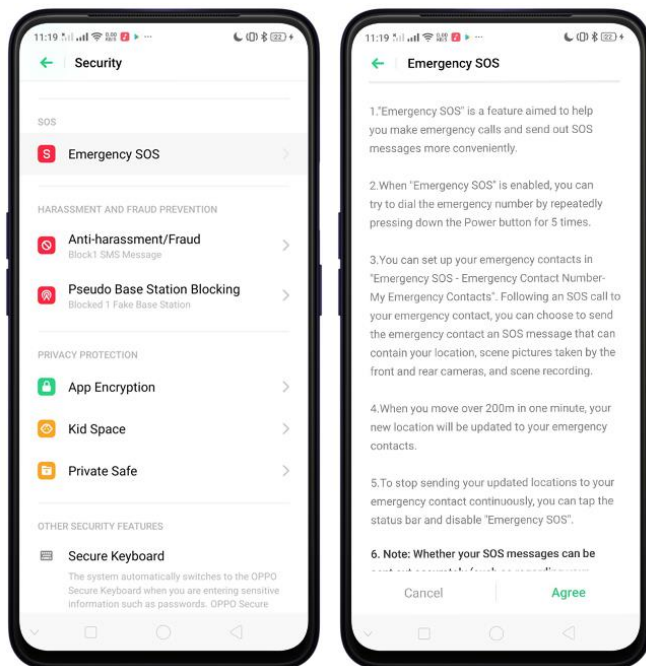 11:19
Security
SOS
S
Emergency SOS
HARASSMENT AND FRAUD PREVENTION
Anti-harassment/Fraud
Block1 SMS Message
Pseudo Base Station Blocking
Blocked 1 Fake Base Station
PRIVACY PROTECTION
App Encryption
Kid Space
Private Safe
OTHER SECURITY FEATURES
Secure Keyboard
The system automatically switches to the OPPO
Secure Keyboard when you are entering sensitive
information such as passwords. OPPO Secure
11:19
Emergency SOS
1."Emergency SOS" is a feature aimed to help
you make emergency calls and send out SOS
messages more conveniently.
2.When "Emergency SOS" is enabled, you can
try to dial the emergency number by repeatedly
pressing down the Power button for 5 times.
3.You can set up your emergency contacts in
"Emergency SOS - Emergency Contact Number-
My Emergency Contacts". Following an SOS call to
your emergency contact, you can choose to send
the emergency contact an SOS message that can
contain your location, scene pictures taken by the
front and rear cameras, and scene recording.
4.When you move over 200m in one minute, your
new location will be updated to your emergency
contacts.
5.To stop sending your updated locations to your
emergency contact continuously, you can tap the
status bar and disable "Emergency SOS".
6. Note: Whether your SOS messages can be
Cancel
Agree